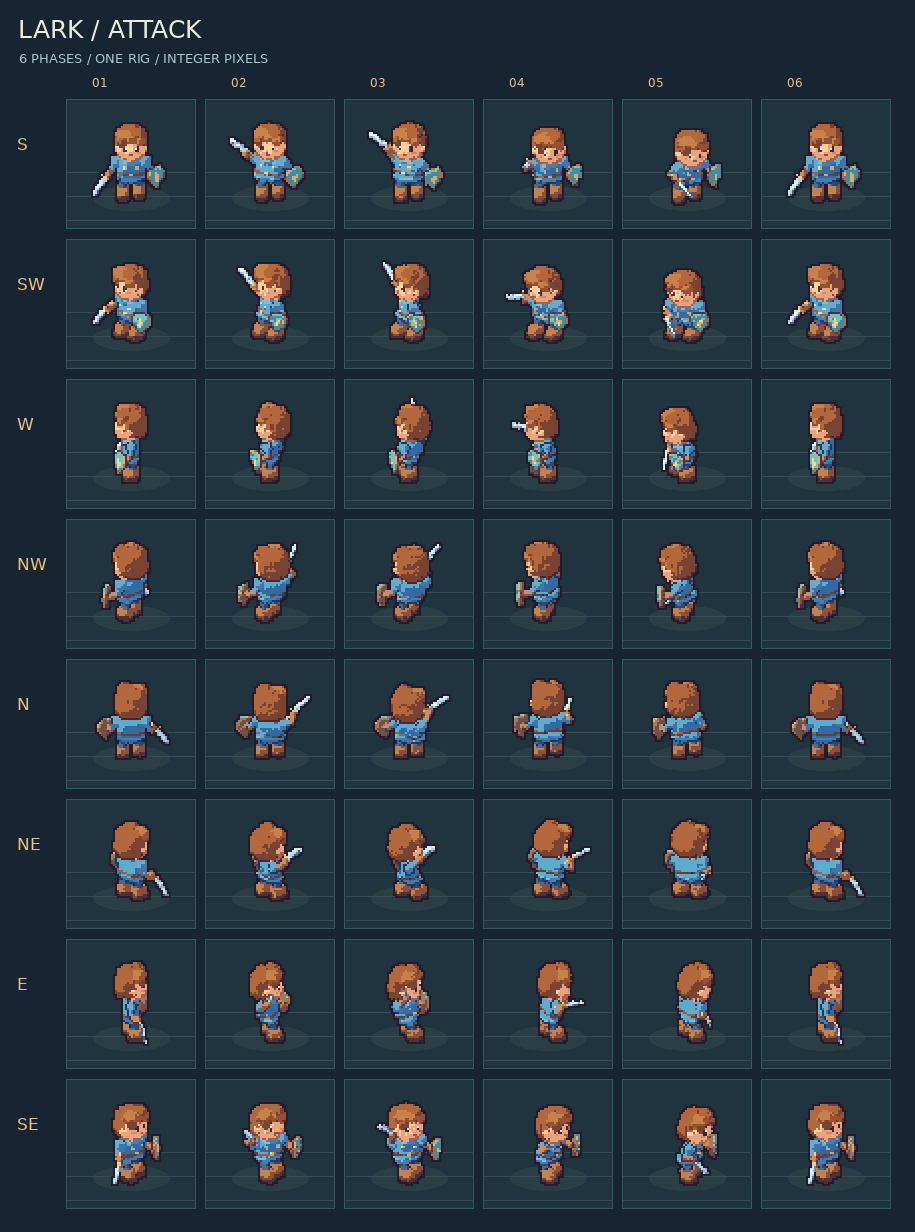 LARK / ATTACK
6 PHASES / ONE RIG / INTEGER PIXELS
01 02 03 04 05 06
S
SW
W
NW
N
NE
E
SE